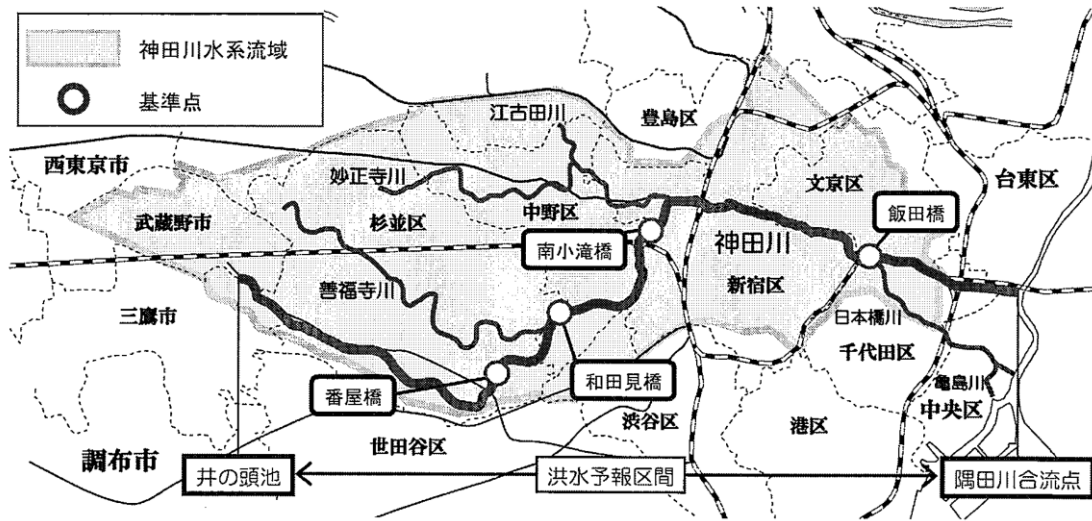 神田川水系流域
基準点
江古田川
豊島区
西東京市
妙正寺川
文京区
台東区
武蔵野市
杉並区
中野区
飯田橋
南小滝橋
神田川
新宿区
善福寺川
三鷹市
日本橋川
千代田区
番屋橋
和田見橋
亀島川
中央区
渋谷区
港区
世田谷区
調布市
井の頭池
洪水予報区間
隅田川合流点